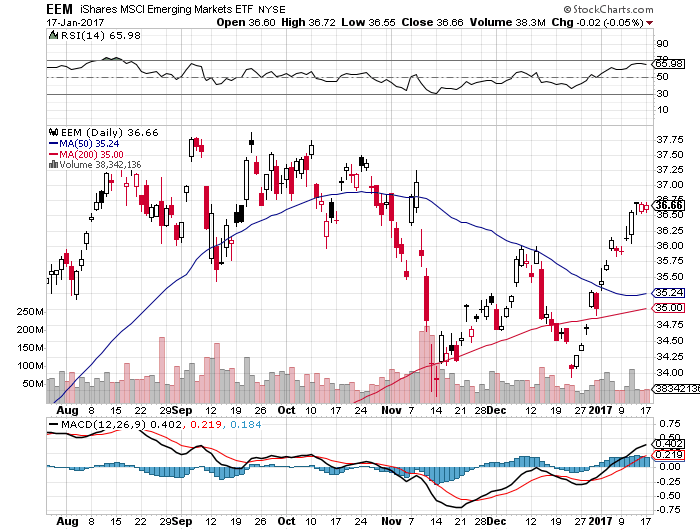 EEM iShares MSCI Emerging Markets ETF NYSE © StockCharts.com
17-Jan-2017 Open 36.60 High 36.72 Low 36.55 Close 36.66 Volume 38.3M Chg -0.02 (-0.05%)
RSI(14) 65.98
90
70
65.98
50
30
10
EEM (Daily) 36.66
MA(50) 35.24
MA(200) 35.00
Volume 38,342,136
37.75
37.50
37.25
37.00
36.75
36.66
36.50
36.25
36.00
35.75
35.50
35.24
35.00
34.75
34.50
34.25
34.00
38342136
250M
200M
150M
100M
50M
Aug 8 15 22 29 Sep 12 19 26 Oct 10 17 24 Nov 7 14 21 28 Dec 12 19 27 2017 9 17
MACD(12,26,9) 0.402, 0.219, 0.184
0.75
0.50
0.402
0.219
0.00
-0.25
-0.50
-0.75
Aug 8 15 22 29 Sep 12 19 26 Oct 10 17 24 Nov 7 14 21 28 Dec 12 19 27 2017 9 17